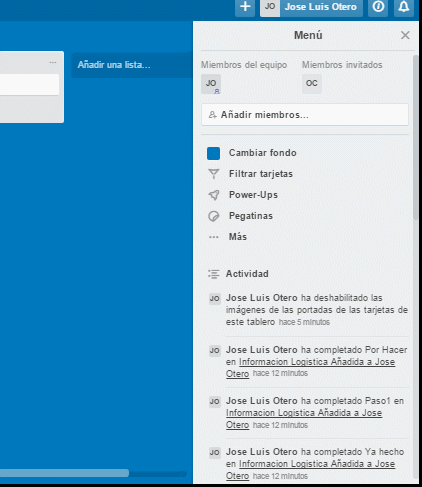 JO Jose Luis Otero
Menú
Añadir una lista...
Miembros del equipo
Miembros invitados
JO
OC
Añadir miembros...
Cambiar fondo
Filtrar tarjetas
Power-Ups
Pegatinas
Más
Actividad
JO Jose Luis Otero ha deshabilitado las
imágenes de las portadas de las tarjetas de
este tablero hace 5 minutos
JO Jose Luis Otero ha completado Por Hacer
en Informacion Logistica Añadida a Jose
Otero hace 12 minutos
JO Jose Luis Otero ha completado Paso1 en
Informacion Logistica Añadida a Jose
Otero hace 12 minutos
JO Jose Luis Otero ha completado Ya hecho
en Informacion Logistica Añadida a Jose
Otero hace 12 minutos